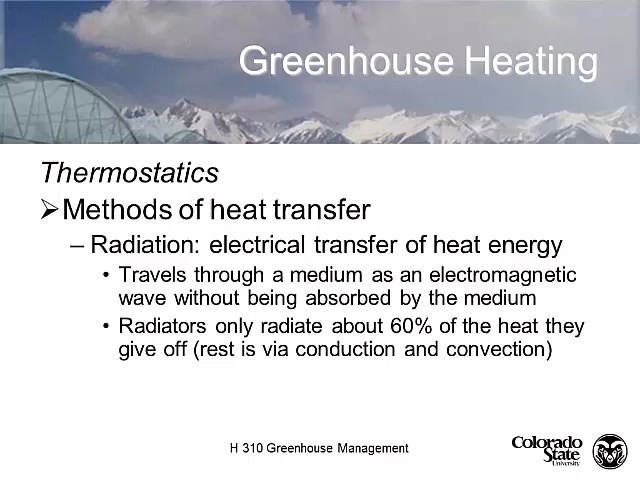 Greenhouse Heating
Thermostatics
➢Methods of heat transfer
– Radiation: electrical transfer of heat energy
• Travels through a medium as an electromagnetic
wave without being absorbed by the medium
• Radiators only radiate about 60% of the heat they
give off (rest is via conduction and convection)
H 310 Greenhouse Management
Colorado
State
University